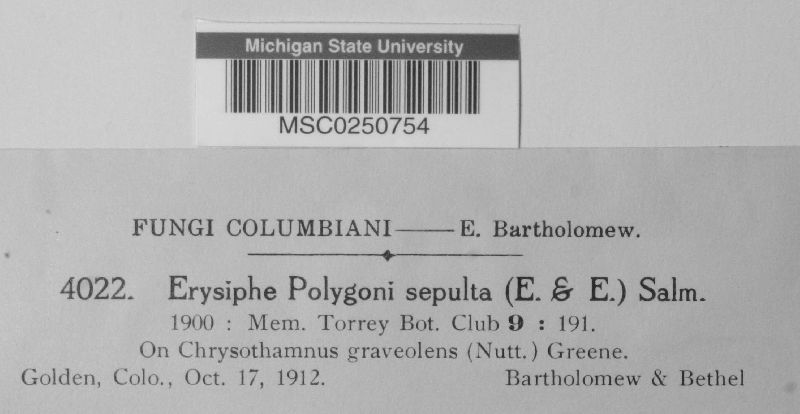 Michigan State University
MSC0250754
FUNGI COLUMBIANI——E. Bartholomew.
4022. Erysiphe Polygoni sepulta (E. & E.) Salm.
1900 : Mem. Torrey Bot. Club 9 : 191.
On Chrysothamnus graveolens (Nutt.) Greene.
Golden, Colo., Oct. 17, 1912. Bartholomew & Bethel